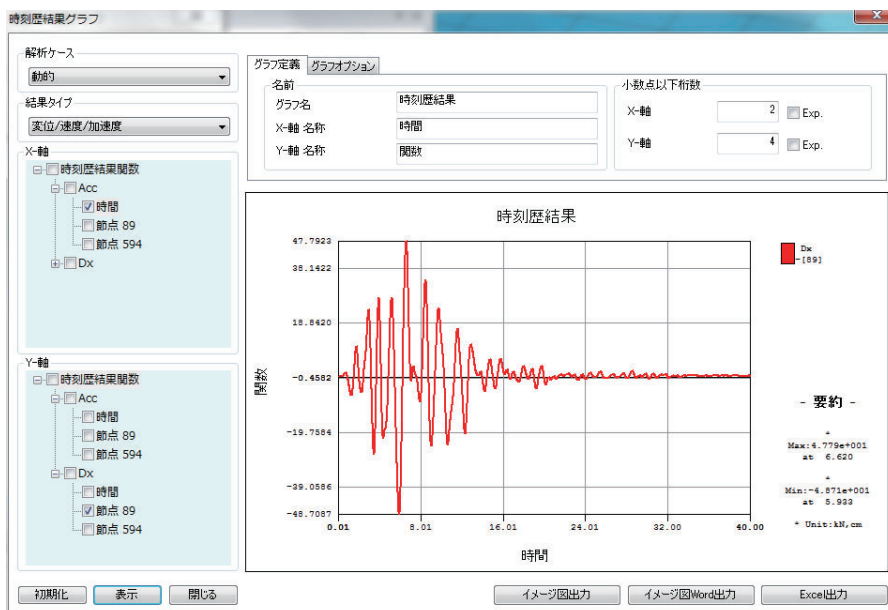 時刻歴結果グラフ
解析ケース
動的
結果タイプ
変位/速度/加速度
X-軸
時刻歴結果関数
Acc
時間
節点 89
節点 594
Dx
Y-軸
時刻歴結果関数
Acc
時間
節点 89
節点 594
Dx
時間
節点 89
節点 594
初期化
表示
閉じる
グラフ定義
グラフオプション
名前
グラフ名
時刻歴結果
X-軸 名称
時間
Y-軸 名称
関数
小数点以下桁数
X-軸
2
Exp.
Y-軸
4
Exp.
時刻歴結果
47.7923
38.1422
18.8420
-0.4582
-19.7584
-39.0586
-48.7087
関数
0.01
8.01
16.01
24.01
32.00
40.00
時間
Dx
-[89]
- 要約 -
*
Max:4.779e+001
at 6.620
*
Min:-4.871e+001
at 5.933
* Unit:kN,cm
イメージ図出力
イメージ図Word出力
Excel出力